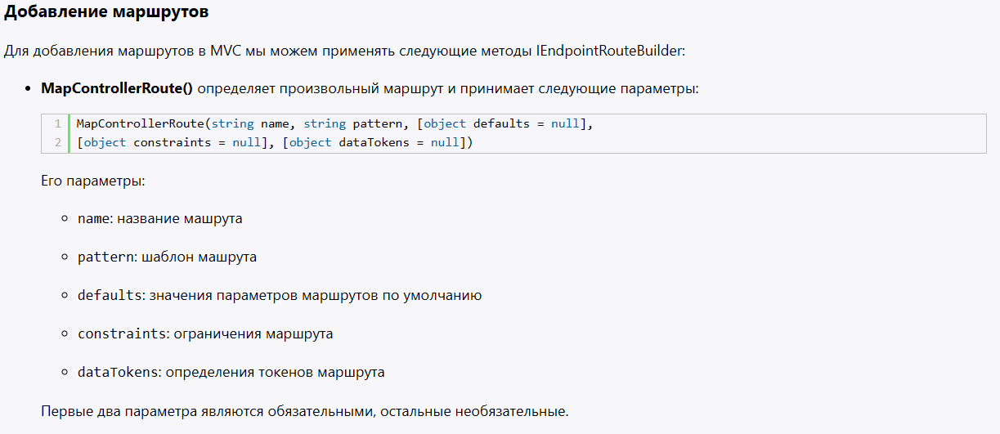 Добавление маршрутов
Для добавления маршрутов в MVC мы можем применять следующие методы IEndpointRouteBuilder:
MapControllerRoute() определяет произвольный маршрут и принимает следующие параметры:
1 MapControllerRoute(string name, string pattern, [object defaults = null],
2 [object constraints = null], [object dataTokens = null])
Его параметры:
name: название машрута
pattern: шаблон машрута
defaults: значения параметров маршрутов по умолчанию
constraints: ограничения маршрута
dataTokens: определения токенов маршрута
Первые два параметра являются обязательными, остальные необязательные.